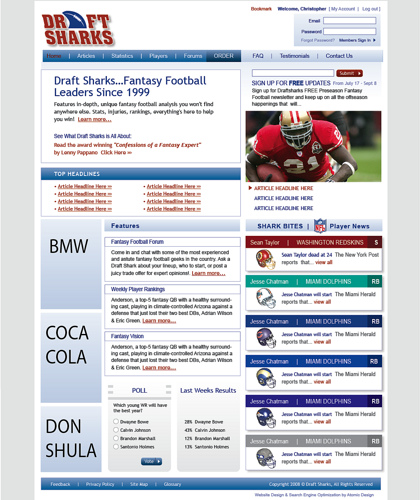 DRAFT
SHARKS
Bookmark Welcome, Christopher | My Account | Log out ]
Email
Password
Forgot Password? Members Sign In
Home | Articles | Statistics | Players | Forums ORDER FAQ | Testimonials | Contact Us
Draft Sharks...Fantasy Football
Leaders Since 1999
Features in-depth, unique fantasy football analysis you won't find
anywhere else. Stats, injuries, rankings, everything's here to help
you win! Learn more...
See What Draft Sharks is All About:
Read the award winning "Confessions of a Fantasy Expert"
by Lenny Pappano Click Here >>
Submit
SIGN UP FOR FREE UPDATES From July 17 - Sept 8
Sign up for Draftsharks FREE Preseason Fantasy
Football newsletter and keep up on all the offseason
happenings that will...
TOP HEADLINES
• Article Headline Here >> • Article Headline Here >>
• Article Headline Here >> • Article Headline Here >>
• Article Headline Here >> • Article Headline Here >>
• Article Headline Here >> • Article Headline Here >>
ARTICLE HEADLINE HERE
ARTICLE HEADLINE HERE
ARTICLE HEADLINE HERE
BMW
COCA
COLA
DON
SHULA
Features
Fantasy Football Forum
Come in and chat with some of the most experienced
and astute fantasy football geeks in the country. Ask a
Draft Shark about your lineup, who to start, or post a
juicy trade offer for expert opinions! Learn more...
Weekly Player Rankings
Anderson, a top-5 fantasy QB with a healthy surround-
ing cast, playing in climate-controlled Arizona against a
defense that just lost their two best DBs, Adrian Wilson
& Eric Green. Learn more...
Fantasy Vision
Anderson, a top-5 fantasy QB with a healthy surround-
ing cast, playing in climate-controlled Arizona against a
defense that just lost their two best DBs, Adrian Wilson
& Eric Green. Learn more...
POLL
Which young WR will have
the best year?
Dwayne Bowe
Calvin Johnson
Brandon Marshall
Santonio Holmes
Vote
Last Weeks Results
28% Dwayne Bowe
43% Calvin Johnson
12% Brandon Marshall
13% Santonio Holmes
SHARK BITES | NFL Player News
Sean Taylor | WASHINGTON REDSKINS S
Sean Taylor dead at 24 The New York Post
reports that... view all
Jesse Chatman | MIAMI DOLPHINS RB
Jesse Chatman will start The Miami Herald
reports that... view all
Jesse Chatman | MIAMI DOLPHINS RB
Jesse Chatman will start The Miami Herald
reports that... view all
Jesse Chatman | MIAMI DOLPHINS RB
Jesse Chatman will start The Miami Herald
reports that... view all
Jesse Chatman | MIAMI DOLPHINS RB
Jesse Chatman will start The Miami Herald
reports that... view all
Jesse Chatman | MIAMI DOLPHINS RB
Jesse Chatman will start The Miami Herald
reports that... view all
Feedback | Privacy Policy | Site Map | Glossary Copyright 2008 © Draft Sharks, All Rights Reserved
Website Design & Search Engine Optimization by Atomic Design